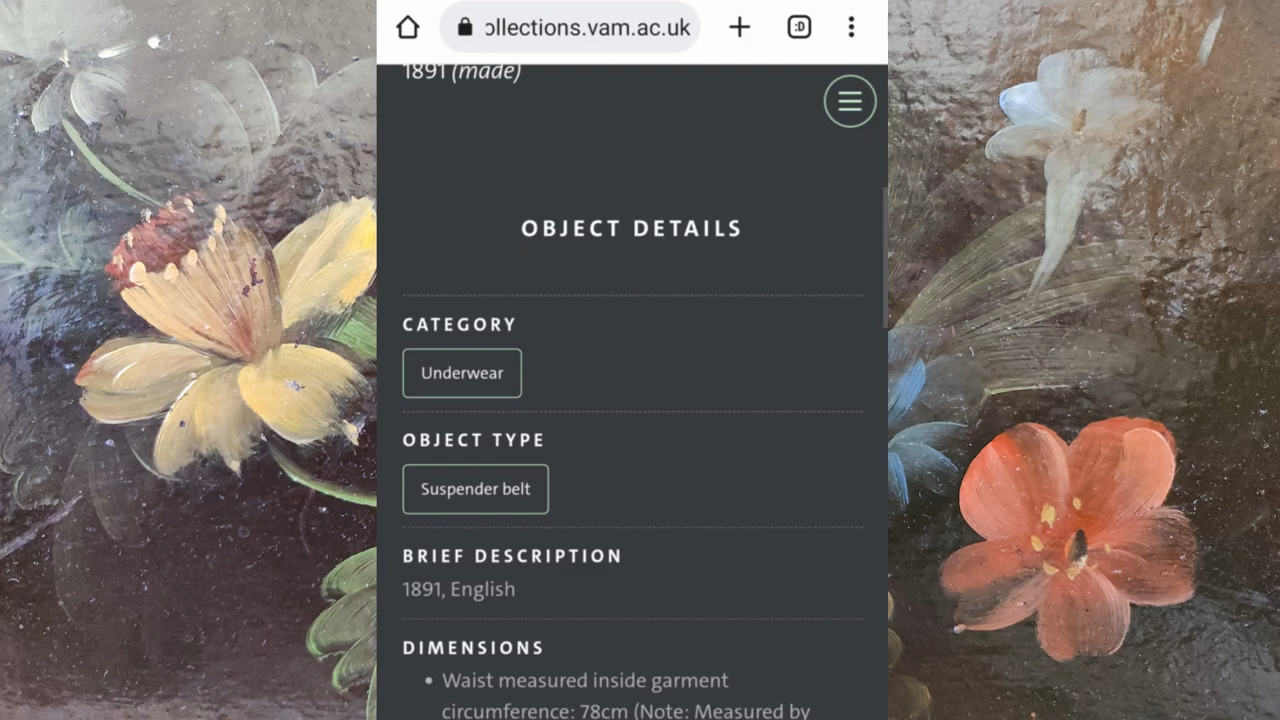 ollections.vam.ac.uk
:D
1891 (made)
OBJECT DETAILS
CATEGORY
Underwear
OBJECT TYPE
Suspender belt
BRIEF DESCRIPTION
1891, English
DIMENSIONS
• Waist measured inside garment
circumference: 78cm (Note: Measured by